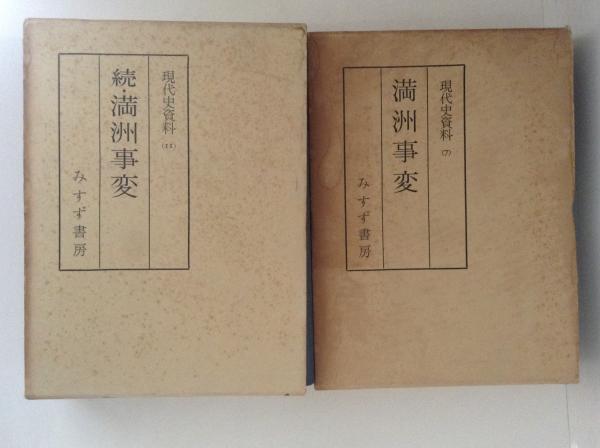 現代史資料(11)
続・満洲事変
みすず書房
現代史資料(7)
満洲事変
みすず書房